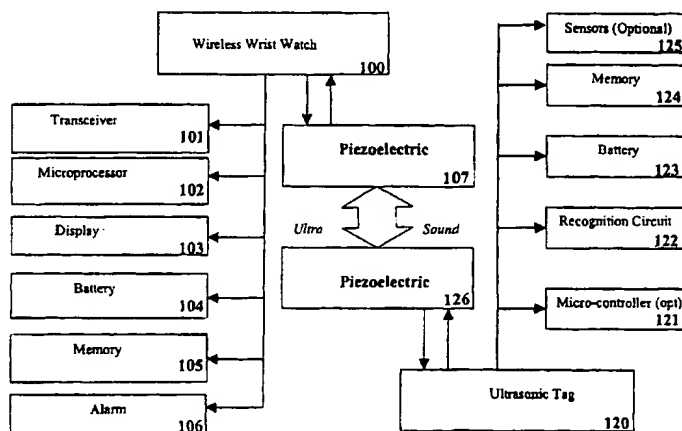 Wireless Wrist Watch
100
Transceiver
101
Microprocessor
102
Display
103
Battery
104
Memory
105
Alarm
106
Piezoelectric
107
Ultra Sound
Piezoelectric
126
Sensors (Optional)
125
Memory
124
Battery
123
Recognition Circuit
122
Micro-controller (opt)
121
Ultrasonic Tag
120